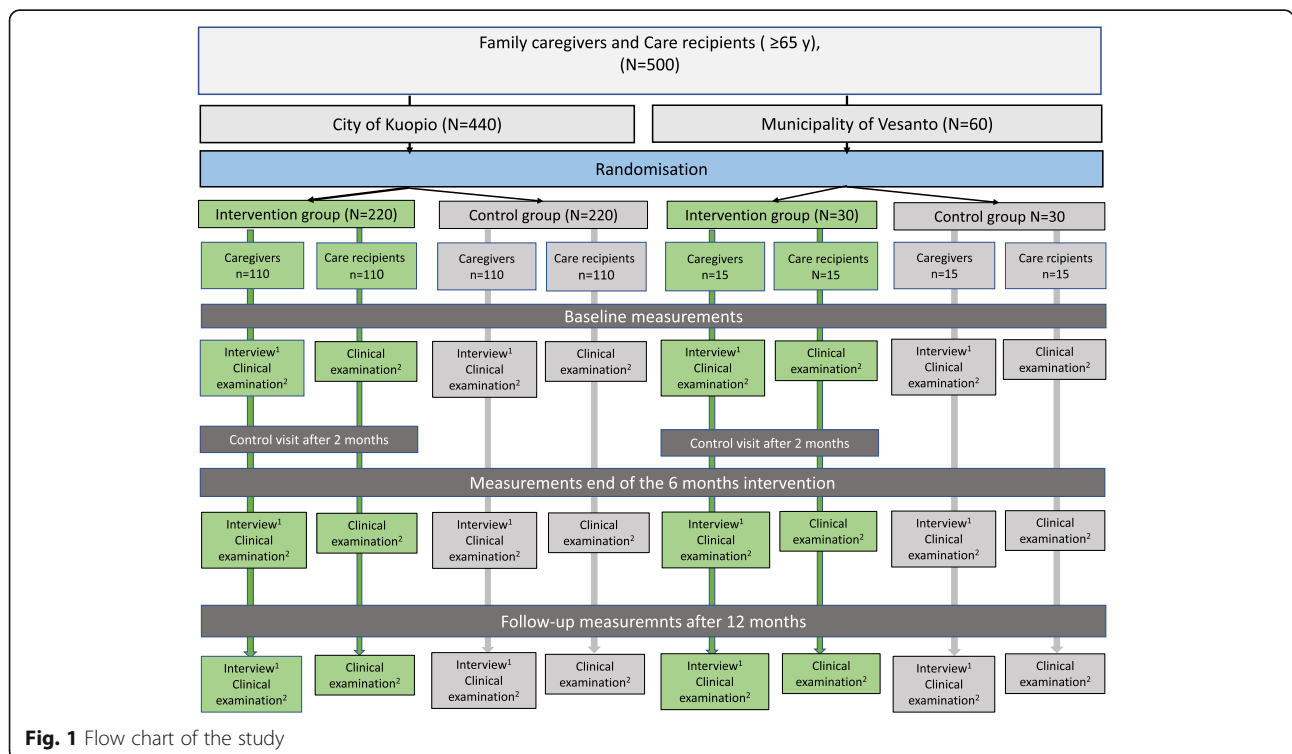 Family caregivers and Care recipients ( ≥65 y),
(N=500)
City of Kuopio (N=440)
Municipality of Vesanto (N=60)
Randomisation
Intervention group (N=220)
Control group (N=220)
Intervention group (N=30)
Control group N=30
Caregivers
n=110
Care recipients
n=110
Caregivers
n=110
Care recipients
n=110
Caregivers
n=15
Care recipients
N=15
Caregivers
n=15
Care rcipients
n=15
Baseline measurements
Interview¹
Clinical
examination²
Clinical
examination²
Interview¹
Clinical
examination²
Clinical
examination²
Interview¹
Clinical
examination²
Clinical
examination²
Interview¹
Clinical
examination²
Clinical
examination²
Control visit after 2 months
Control visit after 2 months
Measurements end of the 6 months intervention
Interview¹
Clinical
examination²
Clinical
examination²
Interview¹
Clinical
examination²
Clinical
examination²
Interview¹
Clinical
examination²
Clinical
examination²
Interview¹
Clinical
examination²
Clinical
examination²
Follow-up measuremnts after 12 months
Interview¹
Clinical
examination²
Clinical
examination²
Interview¹
Clinical
examination²
Clinical
examination²
Interview¹
Clinical
examination²
Clinical
examination²
Interview¹
Clinical
examination²
Clinical
examination²
Fig. 1 Flow chart of the study